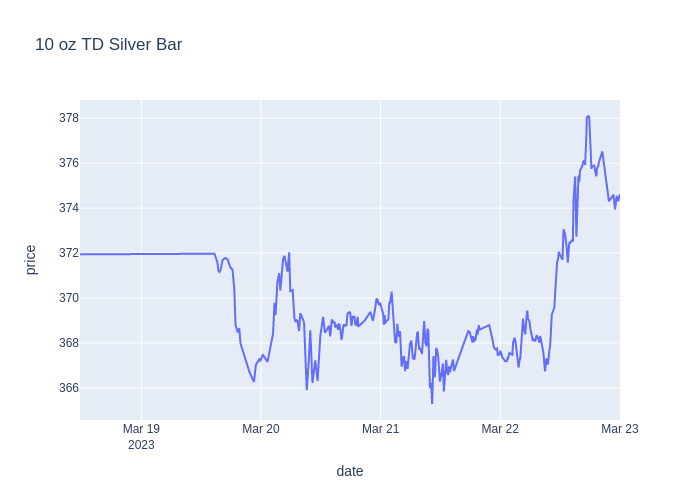 10 oz TD Silver Bar
378
376
374
372
370
368
366
price
Mar 19
2023
Mar 20
Mar 21
Mar 22
Mar 23
date